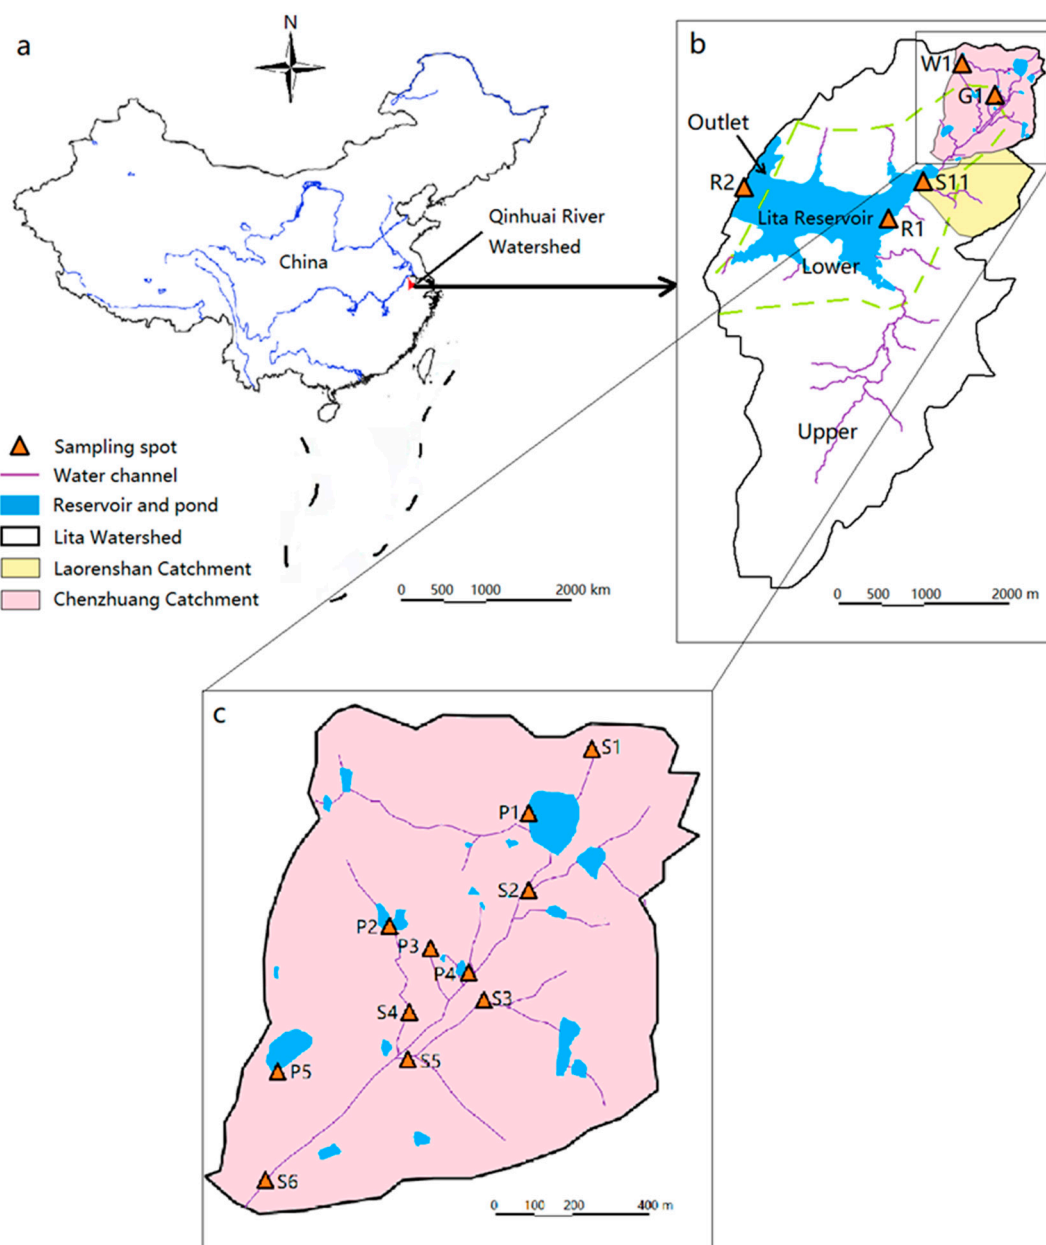 a
N
China
Qinhuai River
Watershed
Sampling spot
Water channel
Reservoir and pond
Lita Watershed
Laorenshan Catchment
Chenzhuang Catchment
0 500 1000 2000 km
b
W1
G1
Outlet
R2
S11
Lita Reservoir
R1
Lower
Upper
0 500 1000 2000 m
c
S1
P1
S2
P2
P3
P4
S3
S4
S5
P5
S6
0 100 200 400 m